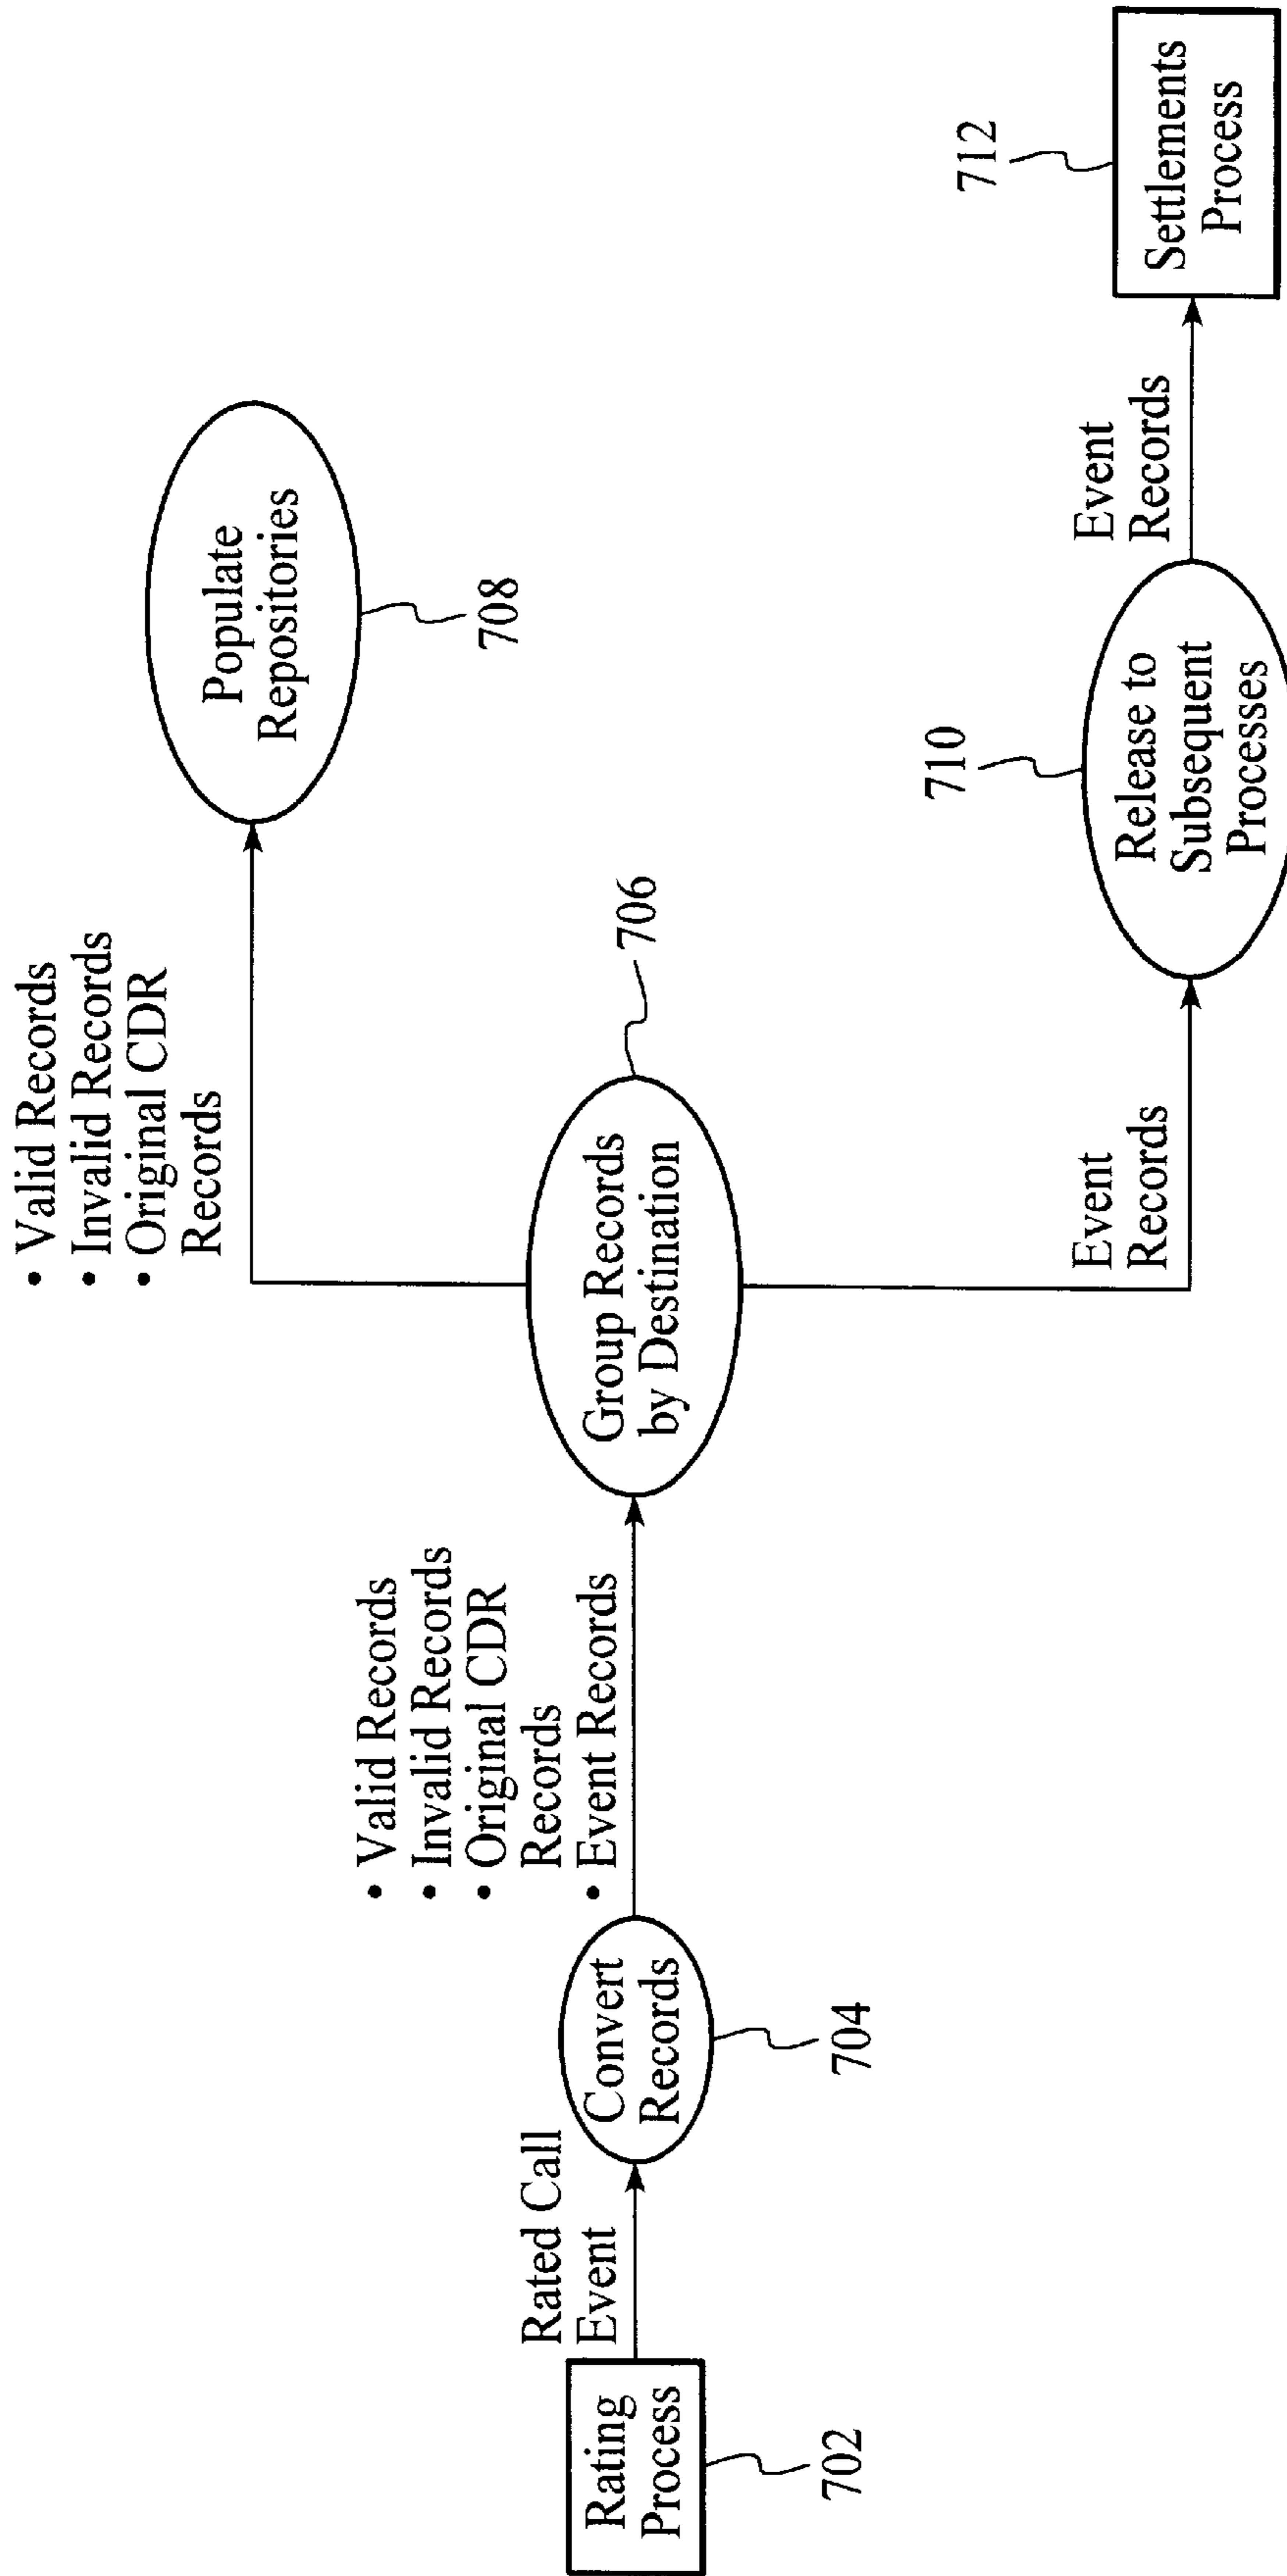 Rating
Process
702
Rated Call
Event
Convert
Records
704
• Valid Records
• Invalid Records
• Original CDR
Records
• Event Records
Group Records
by Destination
706
• Valid Records
• Invalid Records
• Original CDR
Records
Populate
Repositories
708
Event
Records
Release to
Subsequent
Processes
710
Event
Records
Settlements
Process
712